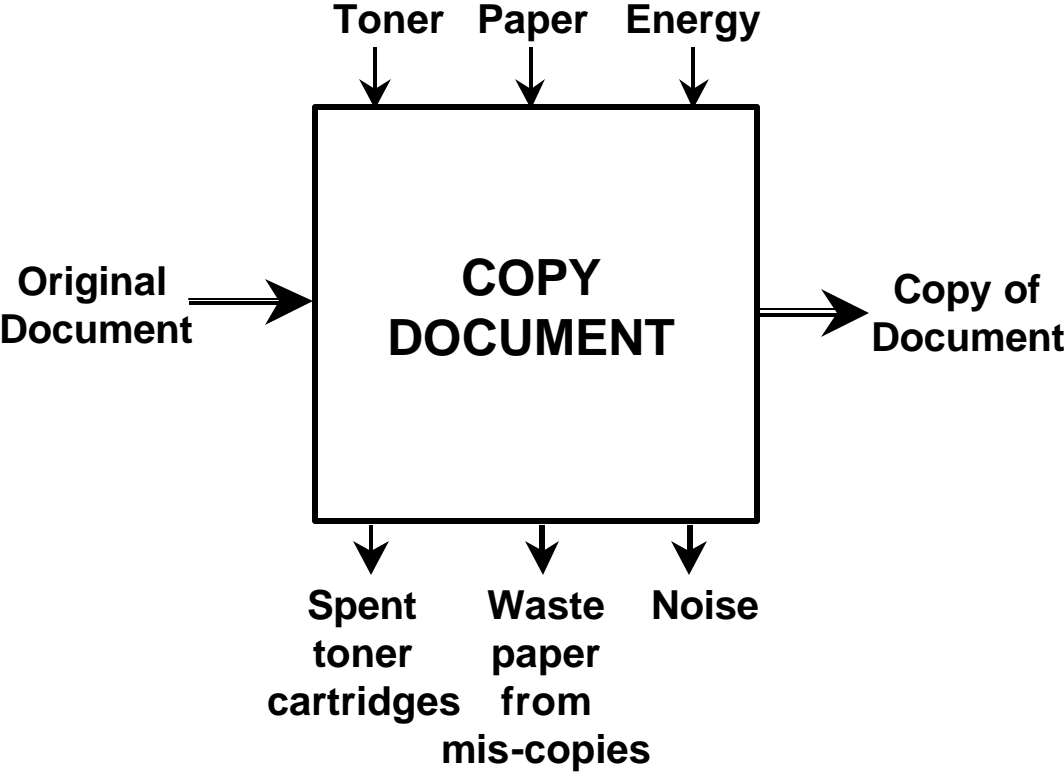 Toner Paper Energy
COPY
DOCUMENT
Original
Document
Copy of
Document
Spent
toner
cartridges
Waste
paper
from
mis-copies
Noise